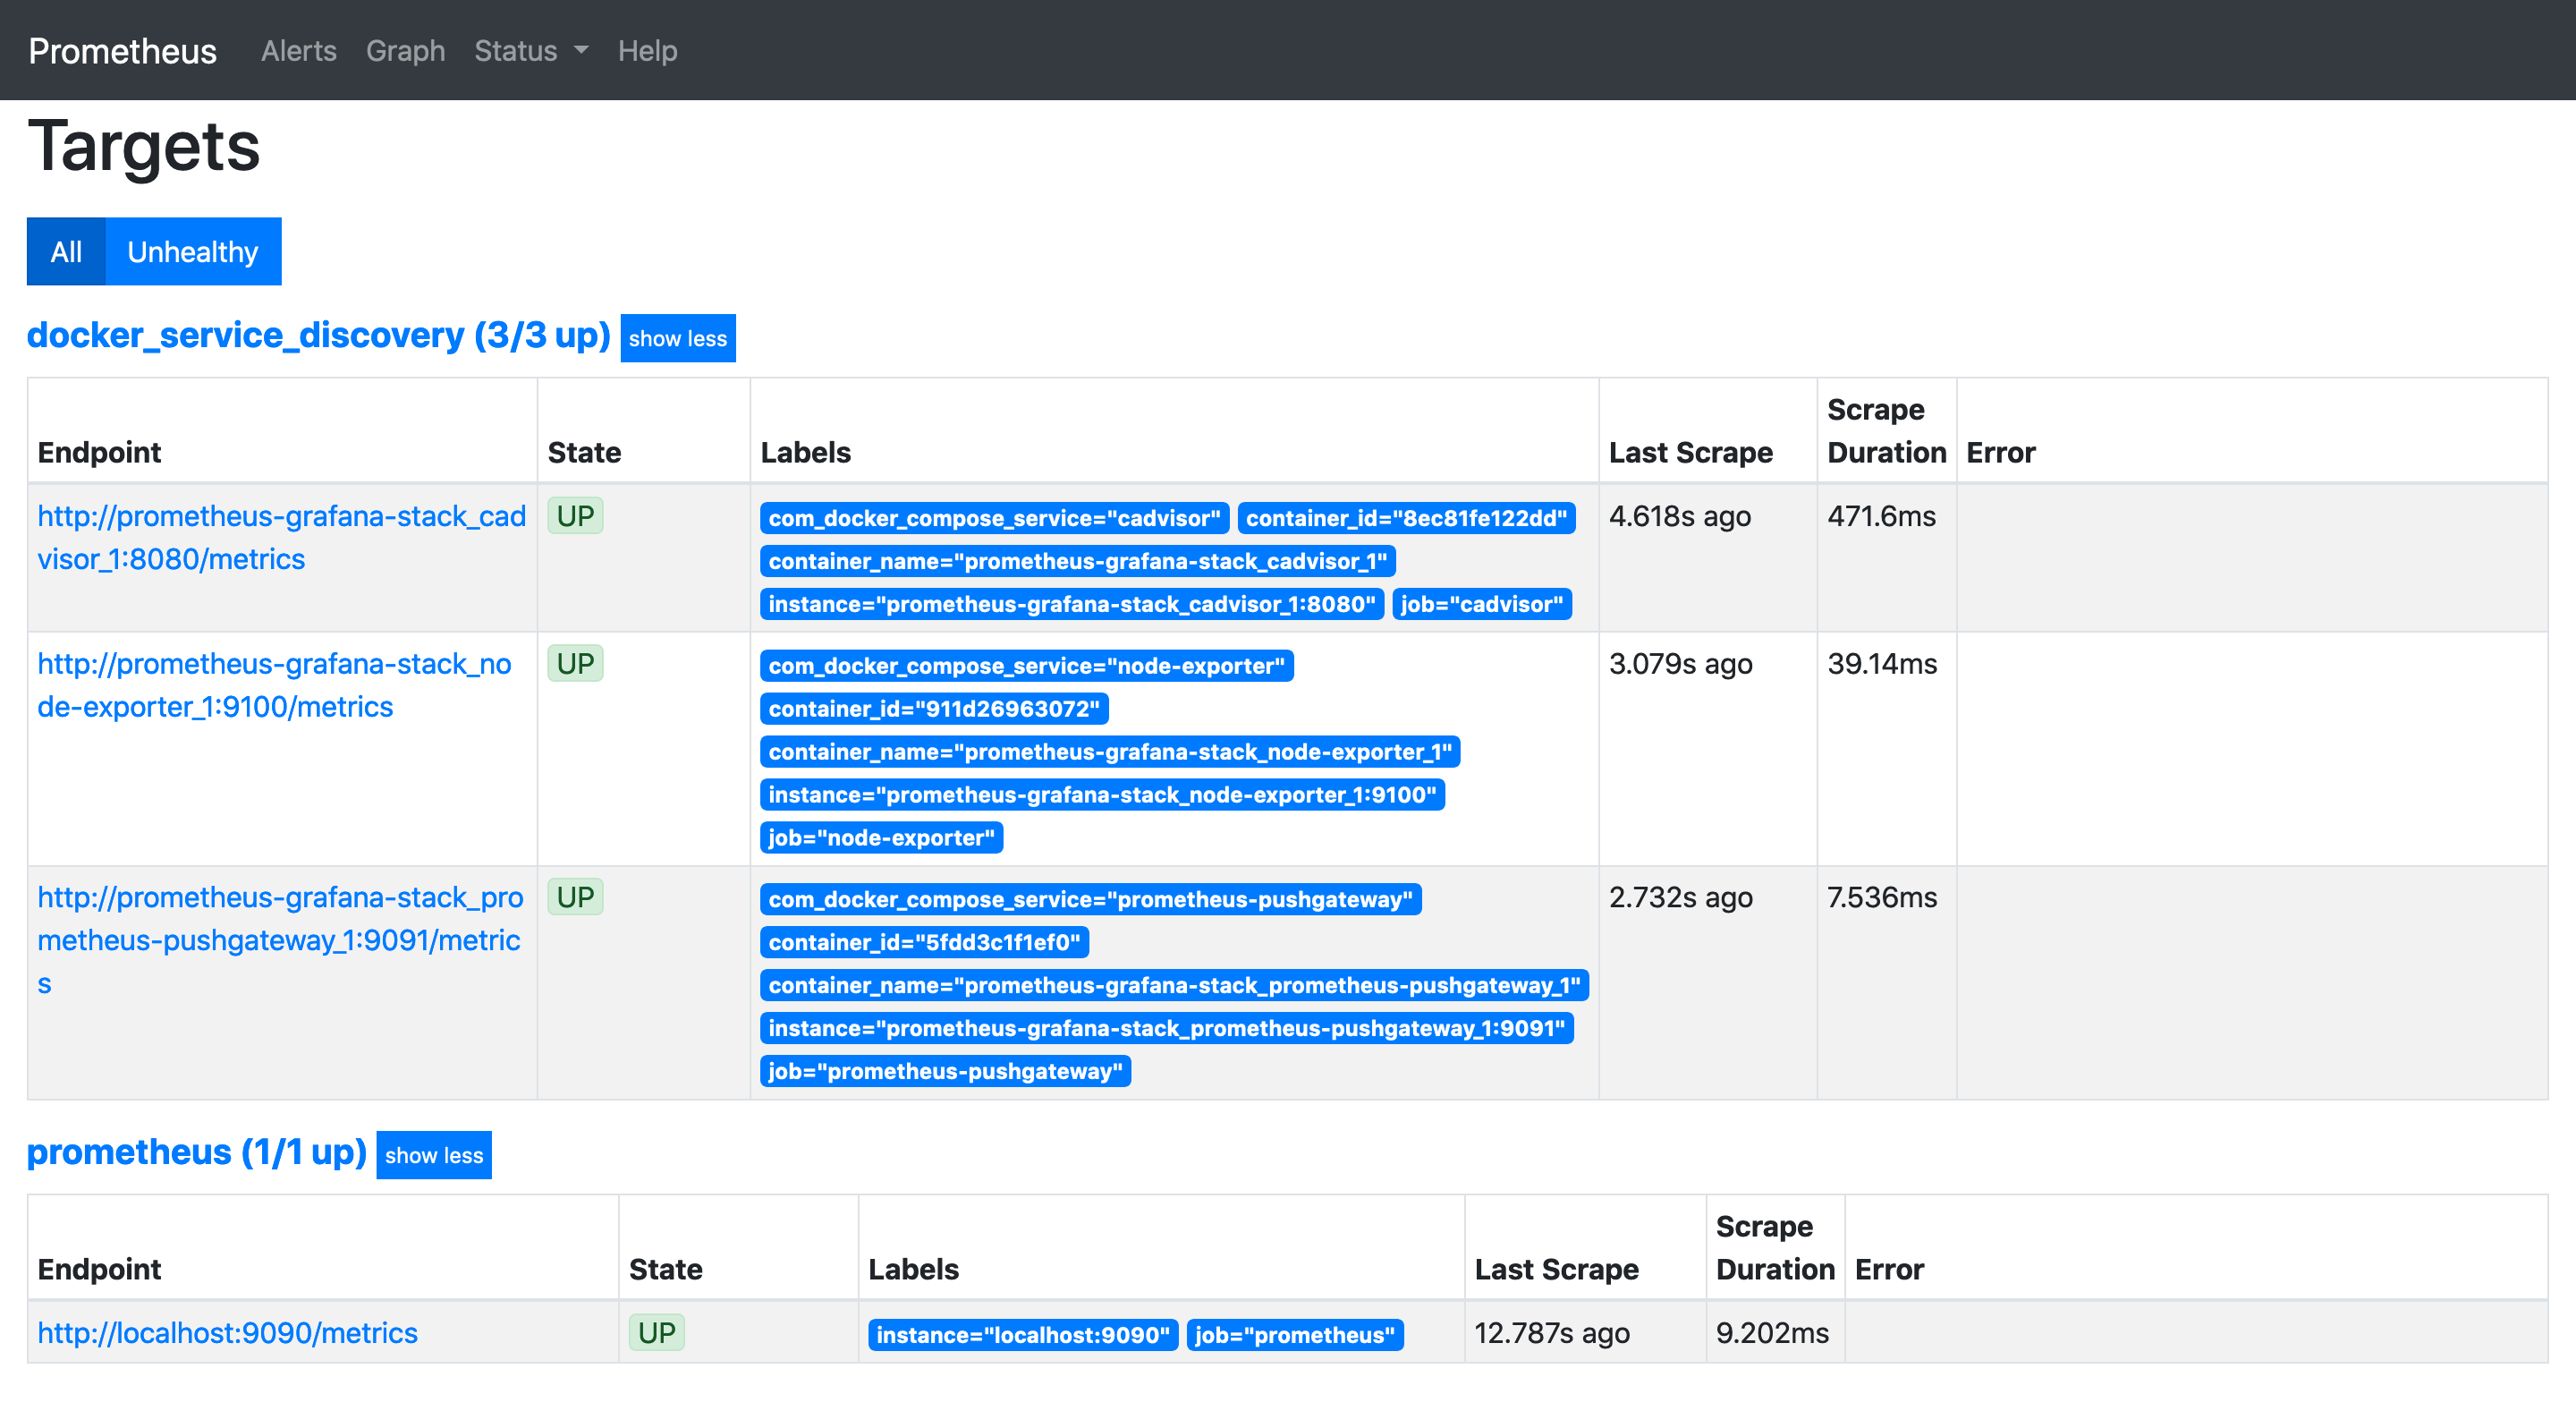 Prometheus Alerts Graph Status Help
Targets
All Unhealthy
docker_service_discovery (3/3 up) show less
Endpoint State Labels Last Scrape Scrape Duration Error
http://prometheus-grafana-stack_cad
visor_1:8080/metrics
UP
com_docker_compose_service="cadvisor" container_id="8ec81fe122dd"
container_name="prometheus-grafana-stack_cadvisor_1"
instance="prometheus-grafana-stack_cadvisor_1:8080" job="cadvisor"
4.618s ago
471.6ms
http://prometheus-grafana-stack_no
de-exporter_1:9100/metrics
UP
com_docker_compose_service="node-exporter"
container_id="911d26963072"
container_name="prometheus-grafana-stack_node-exporter_1"
instance="prometheus-grafana-stack_node-exporter_1:9100"
job="node-exporter"
3.079s ago
39.14ms
http://prometheus-grafana-stack_pro
metheus-pushgateway_1:9091/metric
s
UP
com_docker_compose_service="prometheus-pushgateway"
container_id="5fdd3c1f1ef0"
container_name="prometheus-grafana-stack_prometheus-pushgateway_1"
instance="prometheus-grafana-stack_prometheus-pushgateway_1:9091"
job="prometheus-pushgateway"
2.732s ago
7.536ms
prometheus (1/1 up) show less
Endpoint State Labels Last Scrape Scrape Duration Error
http://localhost:9090/metrics UP instance="localhost:9090" job="prometheus" 12.787s ago 9.202ms